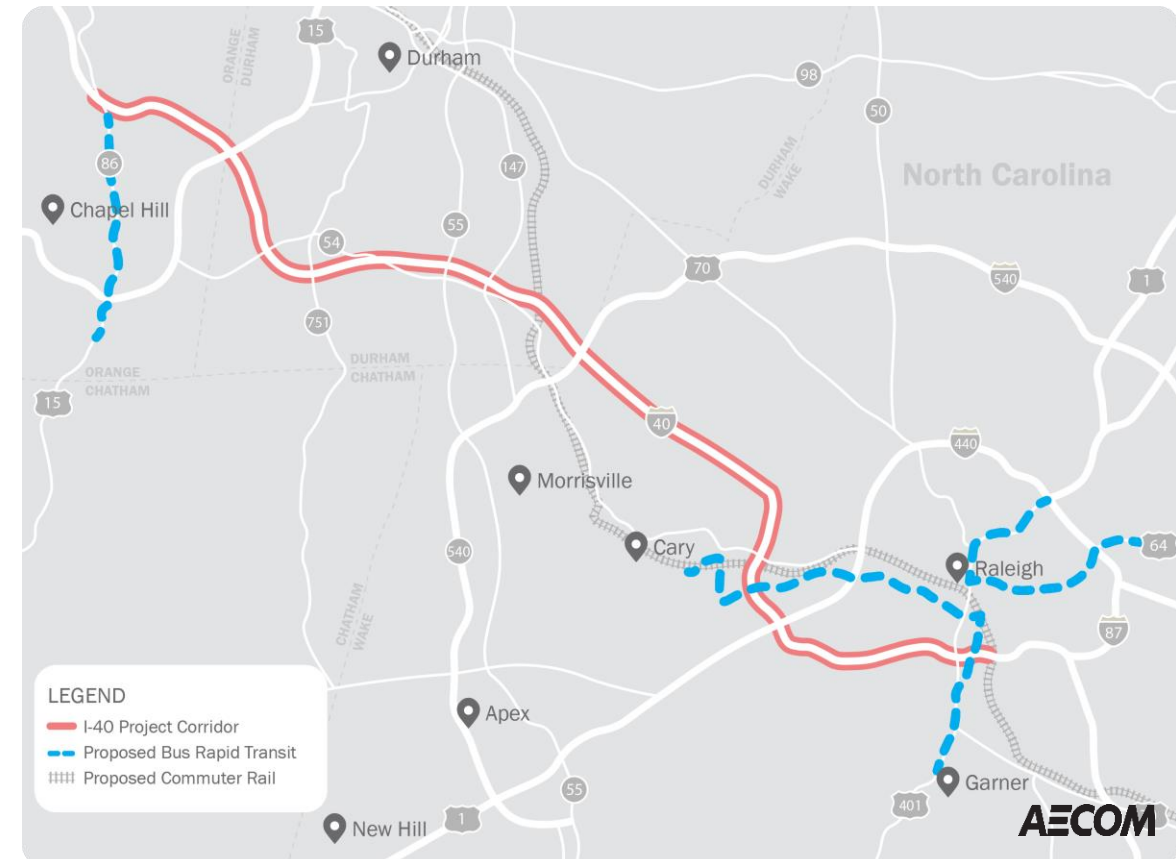 15
Durham
ORANGE
DURHAM
98
50
86
147
DURHAM
WAKE
North Carolina
Chapel Hill
54
55
70
540
1
751
DURHAM
CHATHAM
ORANGE
CHATHAM
15
40
440
Morrisville
540
Cary
64
Raleigh
CHATHAM
WAKE
87
LEGEND
I-40 Project Corridor
Proposed Bus Rapid Transit
Proposed Commuter Rail
Apex
55
Garner
401
1
New Hill
AECOM